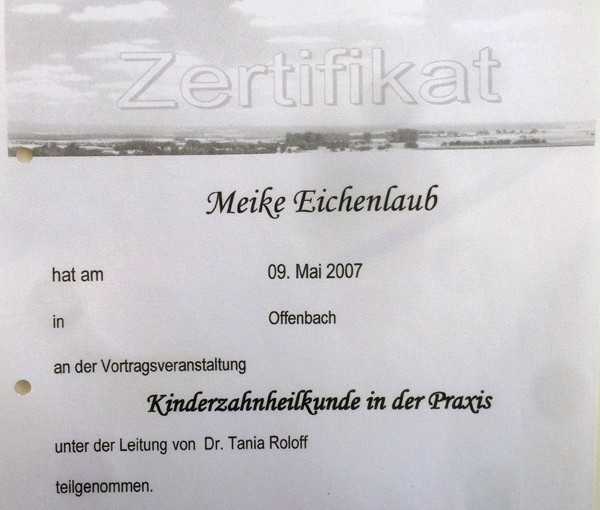 Zertifikat
Meike Eichenlaub
hat am 09. Mai 2007
in Offenbach
an der Vortragsveranstaltung
Kinderzahnheilkunde in der Praxis
unter der Leitung von Dr. Tania Roloff
teilgenommen.